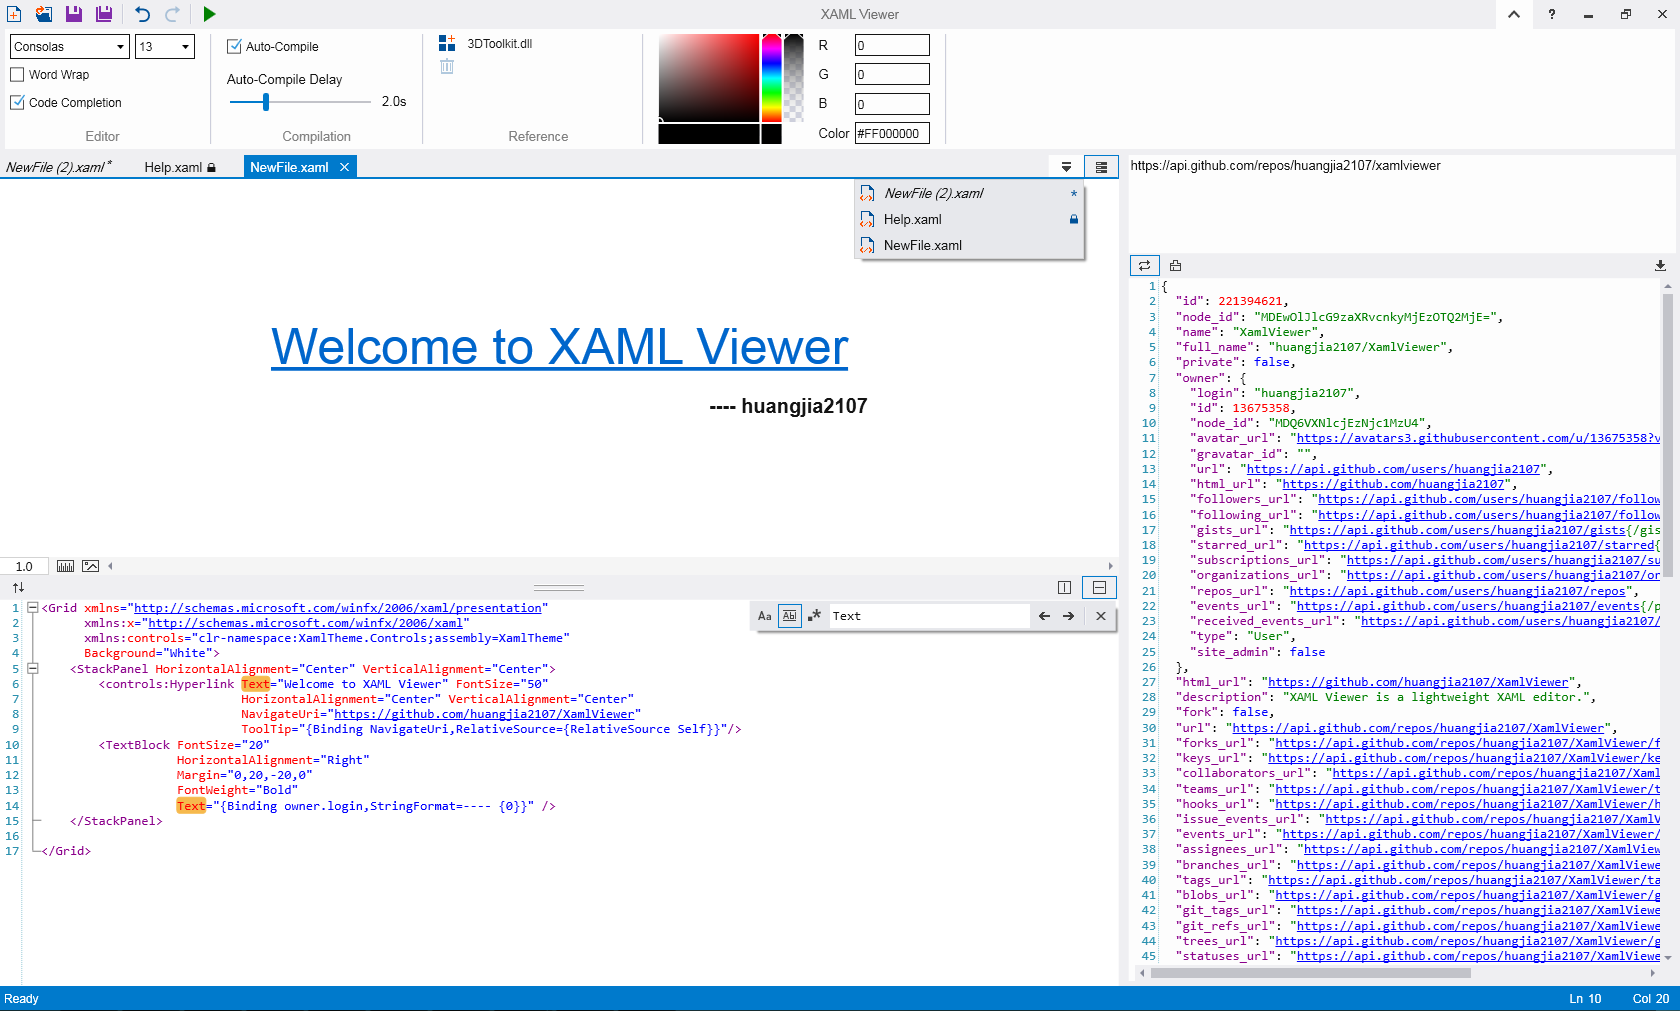 XAML Viewer
?
Consolas
13
Word Wrap
Code Completion
Editor
Auto-Compile
Auto-Compile Delay
2.0s
Compilation
3DToolkit.dll
Reference
R 0
G 0
B 0
Color #FF000000
NewFile (2).xaml*
Help.xaml
NewFile.xaml
NewFile (2).xaml *
Help.xaml
NewFile.xaml
Welcome to XAML Viewer
---- huangjia2107
1.0
Aa Ab| .* Text
1 <Grid xmlns="http://schemas.microsoft.com/winfx/2006/xaml/presentation"
2 xmlns:x="http://schemas.microsoft.com/winfx/2006/xaml"
3 xmlns:controls="clr-namespace:XamlTheme.Controls;assembly=XamlTheme"
4 Background="White">
5 <StackPanel HorizontalAlignment="Center" VerticalAlignment="Center">
6 <controls:Hyperlink Text="Welcome to XAML Viewer" FontSize="50"
7 HorizontalAlignment="Center" VerticalAlignment="Center"
8 NavigateUri="https://github.com/huangjia2107/XamlViewer"
9 ToolTip="{Binding NavigateUri,RelativeSource={RelativeSource Self}}"/>
10 <TextBlock FontSize="20"
11 HorizontalAlignment="Right"
12 Margin="0,20,-20,0"
13 FontWeight="Bold"
14 Text="{Binding owner.login,StringFormat=---- {0}}" />
15 </StackPanel>
16
17 </Grid>
https://api.github.com/repos/huangjia2107/xamlviewer
1 {
2 "id": 221394621,
3 "node_id": "MDEwOlJlcG9zaXRvcnkyMjEzOTQ2MjE=",
4 "name": "XamlViewer",
5 "full_name": "huangjia2107/XamlViewer",
6 "private": false,
7 "owner": {
8 "login": "huangjia2107",
9 "id": 13675358,
10 "node_id": "MDQ6VXNlcjEzNjc1MzU4",
11 "avatar_url": "https://avatars3.githubusercontent.com/u/13675358?v
12 "gravatar_id": "",
13 "url": "https://api.github.com/users/huangjia2107",
14 "html_url": "https://github.com/huangjia2107",
15 "followers_url": "https://api.github.com/users/huangjia2107/follow
16 "following_url": "https://api.github.com/users/huangjia2107/follow
17 "gists_url": "https://api.github.com/users/huangjia2107/gists{/gis
18 "starred_url": "https://api.github.com/users/huangjia2107/starred{
19 "subscriptions_url": "https://api.github.com/users/huangjia2107/su
20 "organizations_url": "https://api.github.com/users/huangjia2107/or
21 "repos_url": "https://api.github.com/users/huangjia2107/repos",
22 "events_url": "https://api.github.com/users/huangjia2107/events{/p
23 "received_events_url": "https://api.github.com/users/huangjia2107/
24 "type": "User",
25 "site_admin": false
26 },
27 "html_url": "https://github.com/huangjia2107/XamlViewer",
28 "description": "XAML Viewer is a lightweight XAML editor.",
29 "fork": false,
30 "url": "https://api.github.com/repos/huangjia2107/XamlViewer",
31 "forks_url": "https://api.github.com/repos/huangjia2107/XamlViewer/f
32 "keys_url": "https://api.github.com/repos/huangjia2107/XamlViewer/ke
33 "collaborators_url": "https://api.github.com/repos/huangjia2107/Xaml
34 "teams_url": "https://api.github.com/repos/huangjia2107/XamlViewer/t
35 "hooks_url": "https://api.github.com/repos/huangjia2107/XamlViewer/h
36 "issue_events_url": "https://api.github.com/repos/huangjia2107/XamlV
37 "events_url": "https://api.github.com/repos/huangjia2107/XamlViewer/
38 "assignees_url": "https://api.github.com/repos/huangjia2107/XamlView
39 "branches_url": "https://api.github.com/repos/huangjia2107/XamlViewe
40 "tags_url": "https://api.github.com/repos/huangjia2107/XamlViewer/ta
41 "blobs_url": "https://api.github.com/repos/huangjia2107/XamlViewer/g
42 "git_tags_url": "https://api.github.com/repos/huangjia2107/XamlViewe
43 "git_refs_url": "https://api.github.com/repos/huangjia2107/XamlViewe
44 "trees_url": "https://api.github.com/repos/huangjia2107/XamlViewer/g
45 "statuses_url": "https://api.github.com/repos/huangjia2107/XamlViewe
Ready
Ln 10 Col 20